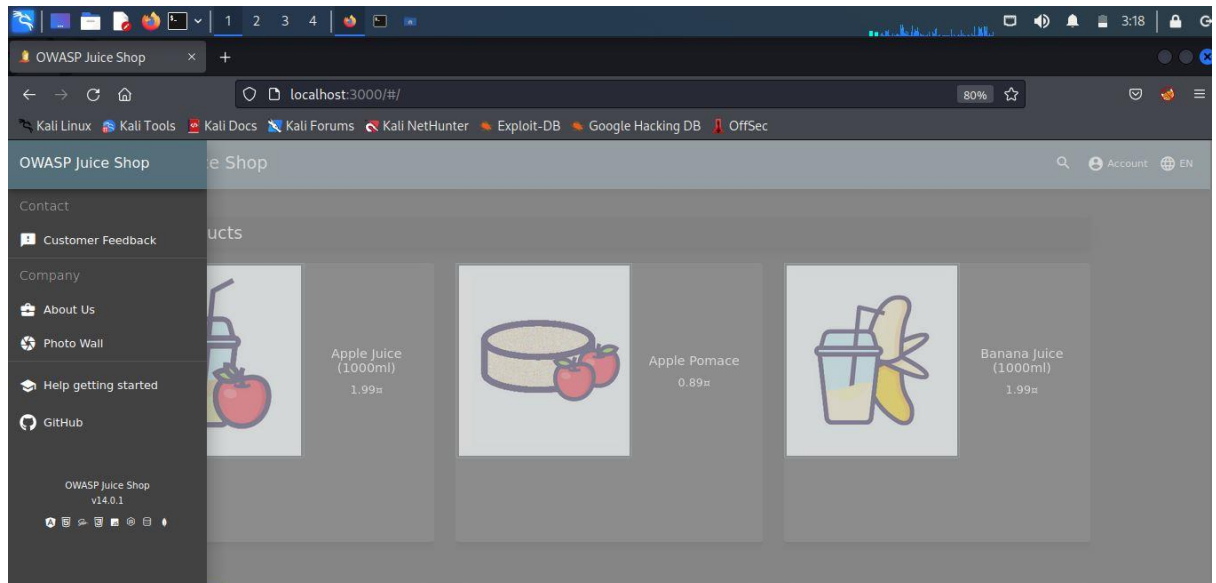 1 2 3 4
3:18
OWASP Juice Shop
localhost:3000/#/
80%
Kali Linux Kali Tools Kali Docs Kali Forums Kali NetHunter Exploit-DB Google Hacking DB OffSec
OWASP Juice Shop
e Shop
Account EN
Contact
Customer Feedback
Company
About Us
Photo Wall
Help getting started
GitHub
OWASP Juice Shop
v14.0.1
ucts
Apple Juice
(1000ml)
1.99¤
Apple Pomace
0.89¤
Banana Juice
(1000ml)
1.99¤